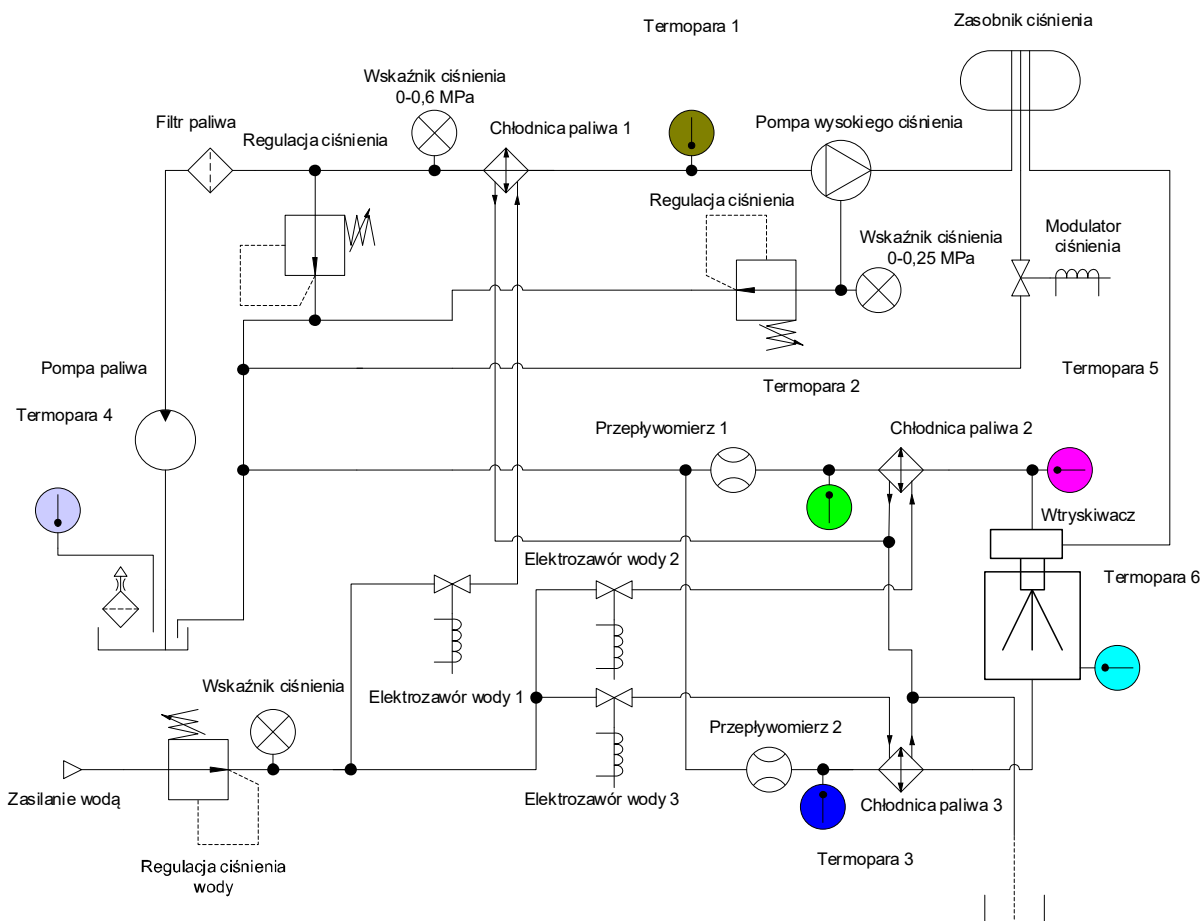 Zasobnik ciśnienia
Termopara 1
Wskaźnik ciśnienia
0-0,6 MPa
Filtr paliwa
Regulacja ciśnienia
Chłodnica paliwa 1
Pompa wysokiego ciśnienia
Regulacja ciśnienia
Wskaźnik ciśnienia
0-0,25 MPa
Modulator
ciśnienia
Pompa paliwa
Termopara 4
Termopara 2
Termopara 5
Przepływomierz 1
Chłodnica paliwa 2
Wtryskiwacz
Elektrozawór wody 2
Termopara 6
Wskaźnik ciśnienia
Elektrozawór wody 1
Przepływomierz 2
Zasilanie wodą
Elektrozawór wody 3
Chłodnica paliwa 3
Regulacja ciśnienia
wody
Termopara 3